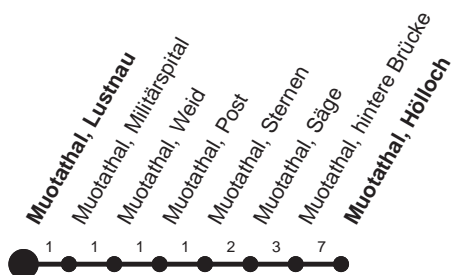 Muotathal, Lustnau
Muotathal, Militärspital
Muotathal, Weid
Muotathal, Post
Muotathal, Sternen
Muotathal, Säge
Muotathal, hintere Brücke
Muotathal, Hölloch
1 1 1 1 2 3 7